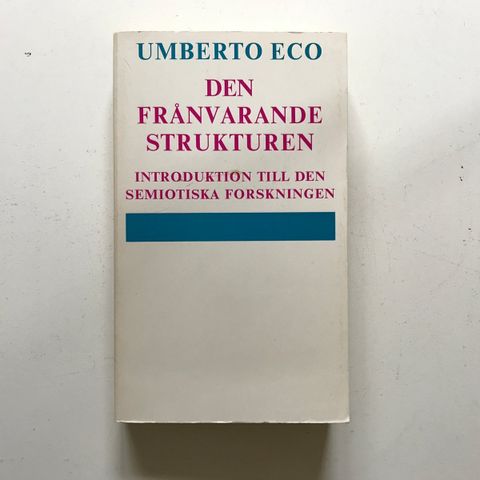 UMBERTO ECO
DEN
FRÅNVARANDE
STRUKTUREN
INTRODUKTION TILL DEN
SEMIOTISKA FORSKNINGEN